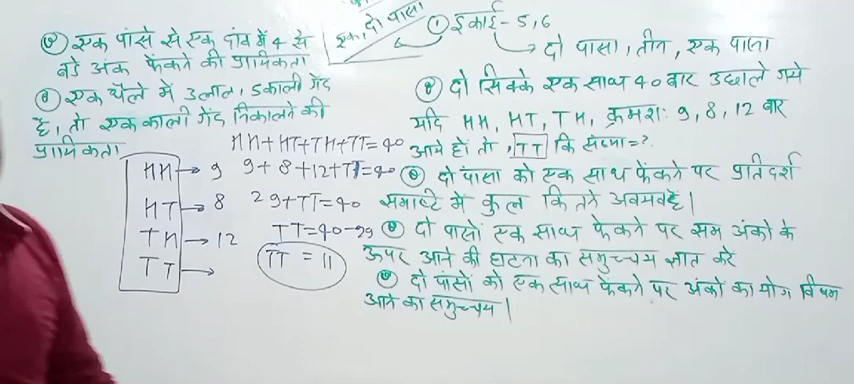 एक, दो पासा
① इकाई - 5, 6
दो पासा, तीन, एक पासा
एक पांसे से एक दांव में 4 से
बड़े अंक फेंकने की प्रायिकता
एक थैले में 3 लाल, 5 काली गेंद
है, तो एक काली गेंद निकालने की
प्रायिकता
HH → 9
HT → 8
TH → 12
TT →
HH+HT+TH+TT=40
9+8+12+TT=40
29+TT=40
TT=40-29
TT = 11
दो सिक्के एक साथ 40 बार उछाले गये
यदि HH, HT, TH, क्रमशः 9, 8, 12 बार
आये हों तो, TT कि संख्या=?
दो पासा को एक साथ फेंकने पर प्रतिदर्श
समष्टि में कुल कितने अवयव है|
दो पासों एक साथ फेंकने पर सम अंको के
ऊपर आने की घटना का समुच्चय ज्ञात करे
दो पासों को एक साथ फेंकने पर अंको का योग विषम
आने का समुच्चय|